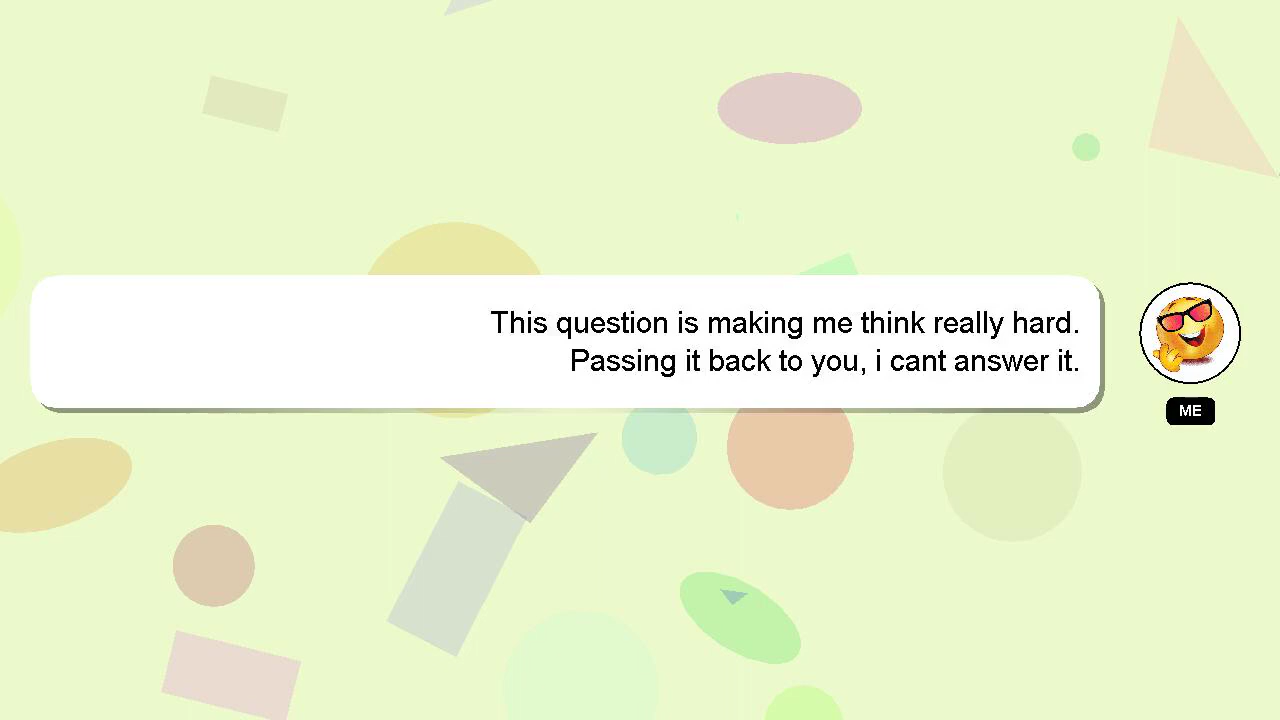 This question is making me think really hard.
Passing it back to you, i cant answer it.
ME